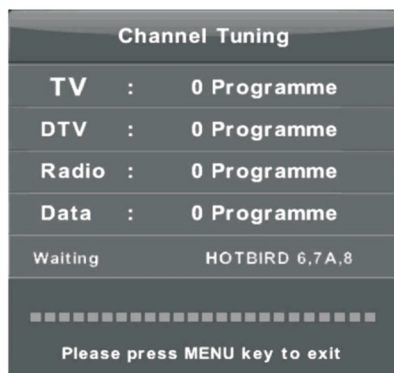 Channel Tuning
TV : 0 Programme
DTV : 0 Programme
Radio : 0 Programme
Data : 0 Programme
Waiting HOTBIRD 6,7A,8
Please press MENU key to exit